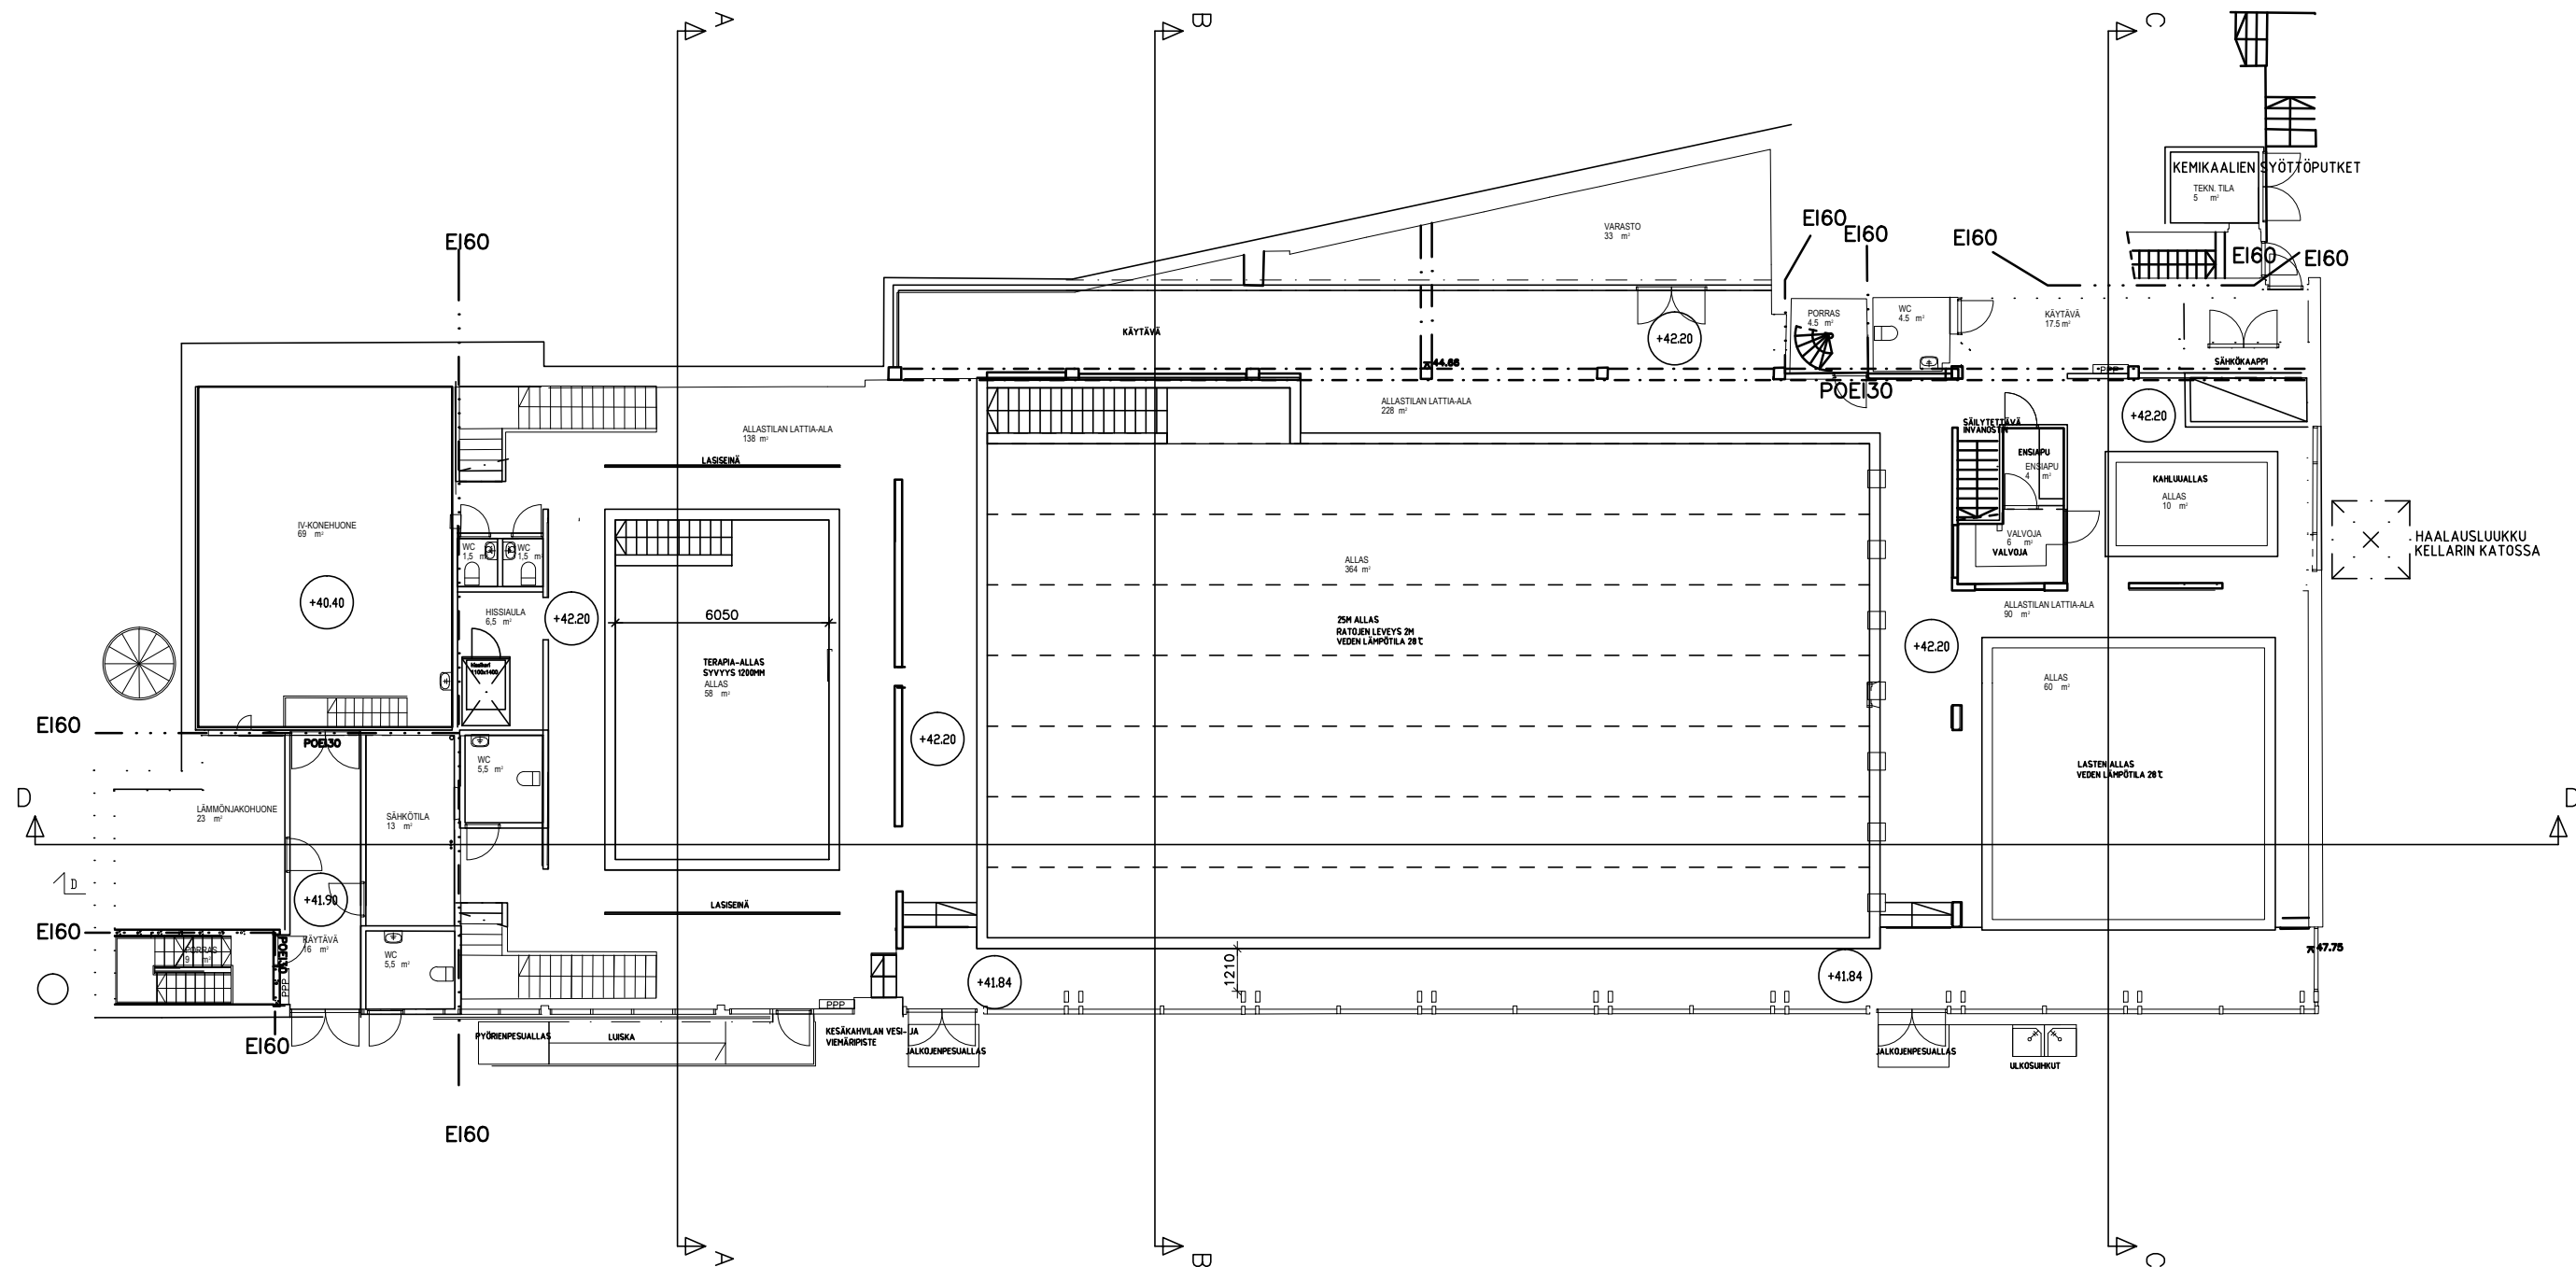 A
B
C
KEMIKAALIEN SYÖTTÖPUTKET
TEKN. TILA
5 m²
EI60
VARASTO
33 m²
EI60
EI60
EI60
EI60
EI60
KÄYTÄVÄ
+42.20
PORRAS
4.5 m²
WC
4.5 m²
KÄYTÄVÄ
17.5 m²
SÄHKÖKAAPPI
PPP
44.68
POEI30
ALLASTILAN LATTIA-ALA
228 m²
ALLASTILAN LATTIA-ALA
138 m²
LASISEINÄ
+42.20
SÄILYTETTÄVÄ
INVANOSTIN
ENSIAPU
ENSIAPU
4 m²
KAHLUUALLAS
ALLAS
10 m²
IV-KONEHUONE
69 m²
+40.40
WC
1,5 m²
WC
1,5 m²
VALVOJA
6 m²
VALVOJA
HAALAUSLUUKKU
KELLARIN KATOSSA
ALLAS
364 m²
HISSIAULA
6,5 m²
+42.20
6050
25M ALLAS
RATOJEN LEVEYS 2M
VEDEN LÄMPÖTILA 28℃
ALLASTILAN LATTIA-ALA
90 m²
+42.20
1100x1400
TERAPIA-ALLAS
SYVYYS 1200MM
ALLAS
58 m²
ALLAS
60 m²
EI60
POEI30
+42.20
WC
5,5 m²
LASTEN ALLAS
VEDEN LÄMPÖTILA 28℃
D
D
LÄMMÖNJAKOHUONE
23 m²
SÄHKÖTILA
13 m²
D
+41.90
LASISEINÄ
EI60
PORRAS
9 m²
POEI30
PPP
KÄYTÄVÄ
16 m²
WC
5,5 m²
47.75
1210
+41.84
+41.84
PPP
EI60
PYÖRIENPESUALLAS
LUISKA
KESÄKAHVILAN VESI- JA
VIEMÄRIPISTE
JALKOJENPESUALLAS
JALKOJENPESUALLAS
ULKOSUIHKUT
EI60
A
B
C